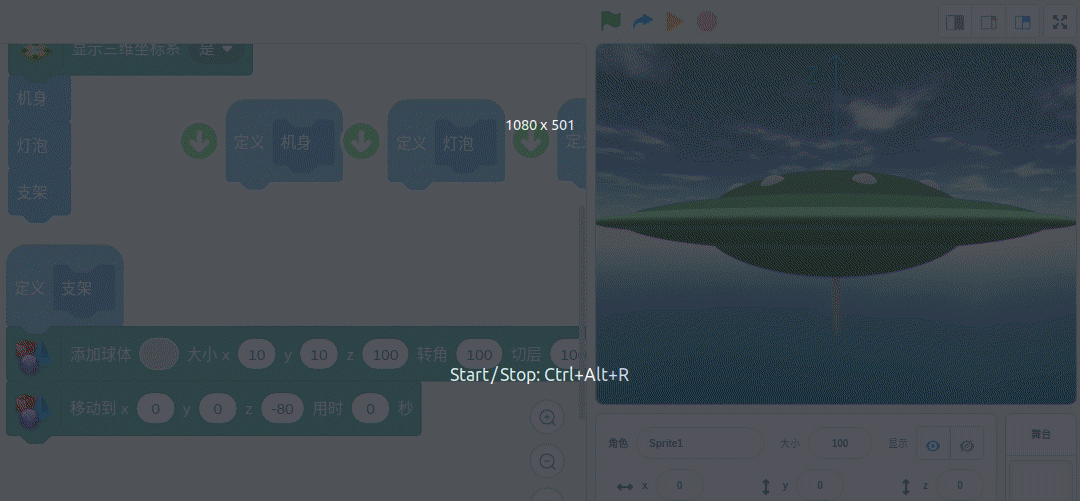 显示三维坐标系 是
机身
灯泡
支架
定义 机身
定义 灯泡
定义
1080 x 501
定义 支架
添加球体 大小 x 10 y 10 z 100 转角 100 切层 100
移动到 x 0 y 0 z -80 用时 0 秒
Start/Stop: Ctrl+Alt+R
角色 Sprite1 大小 100 显示
x 0 y 0 z 0
舞台